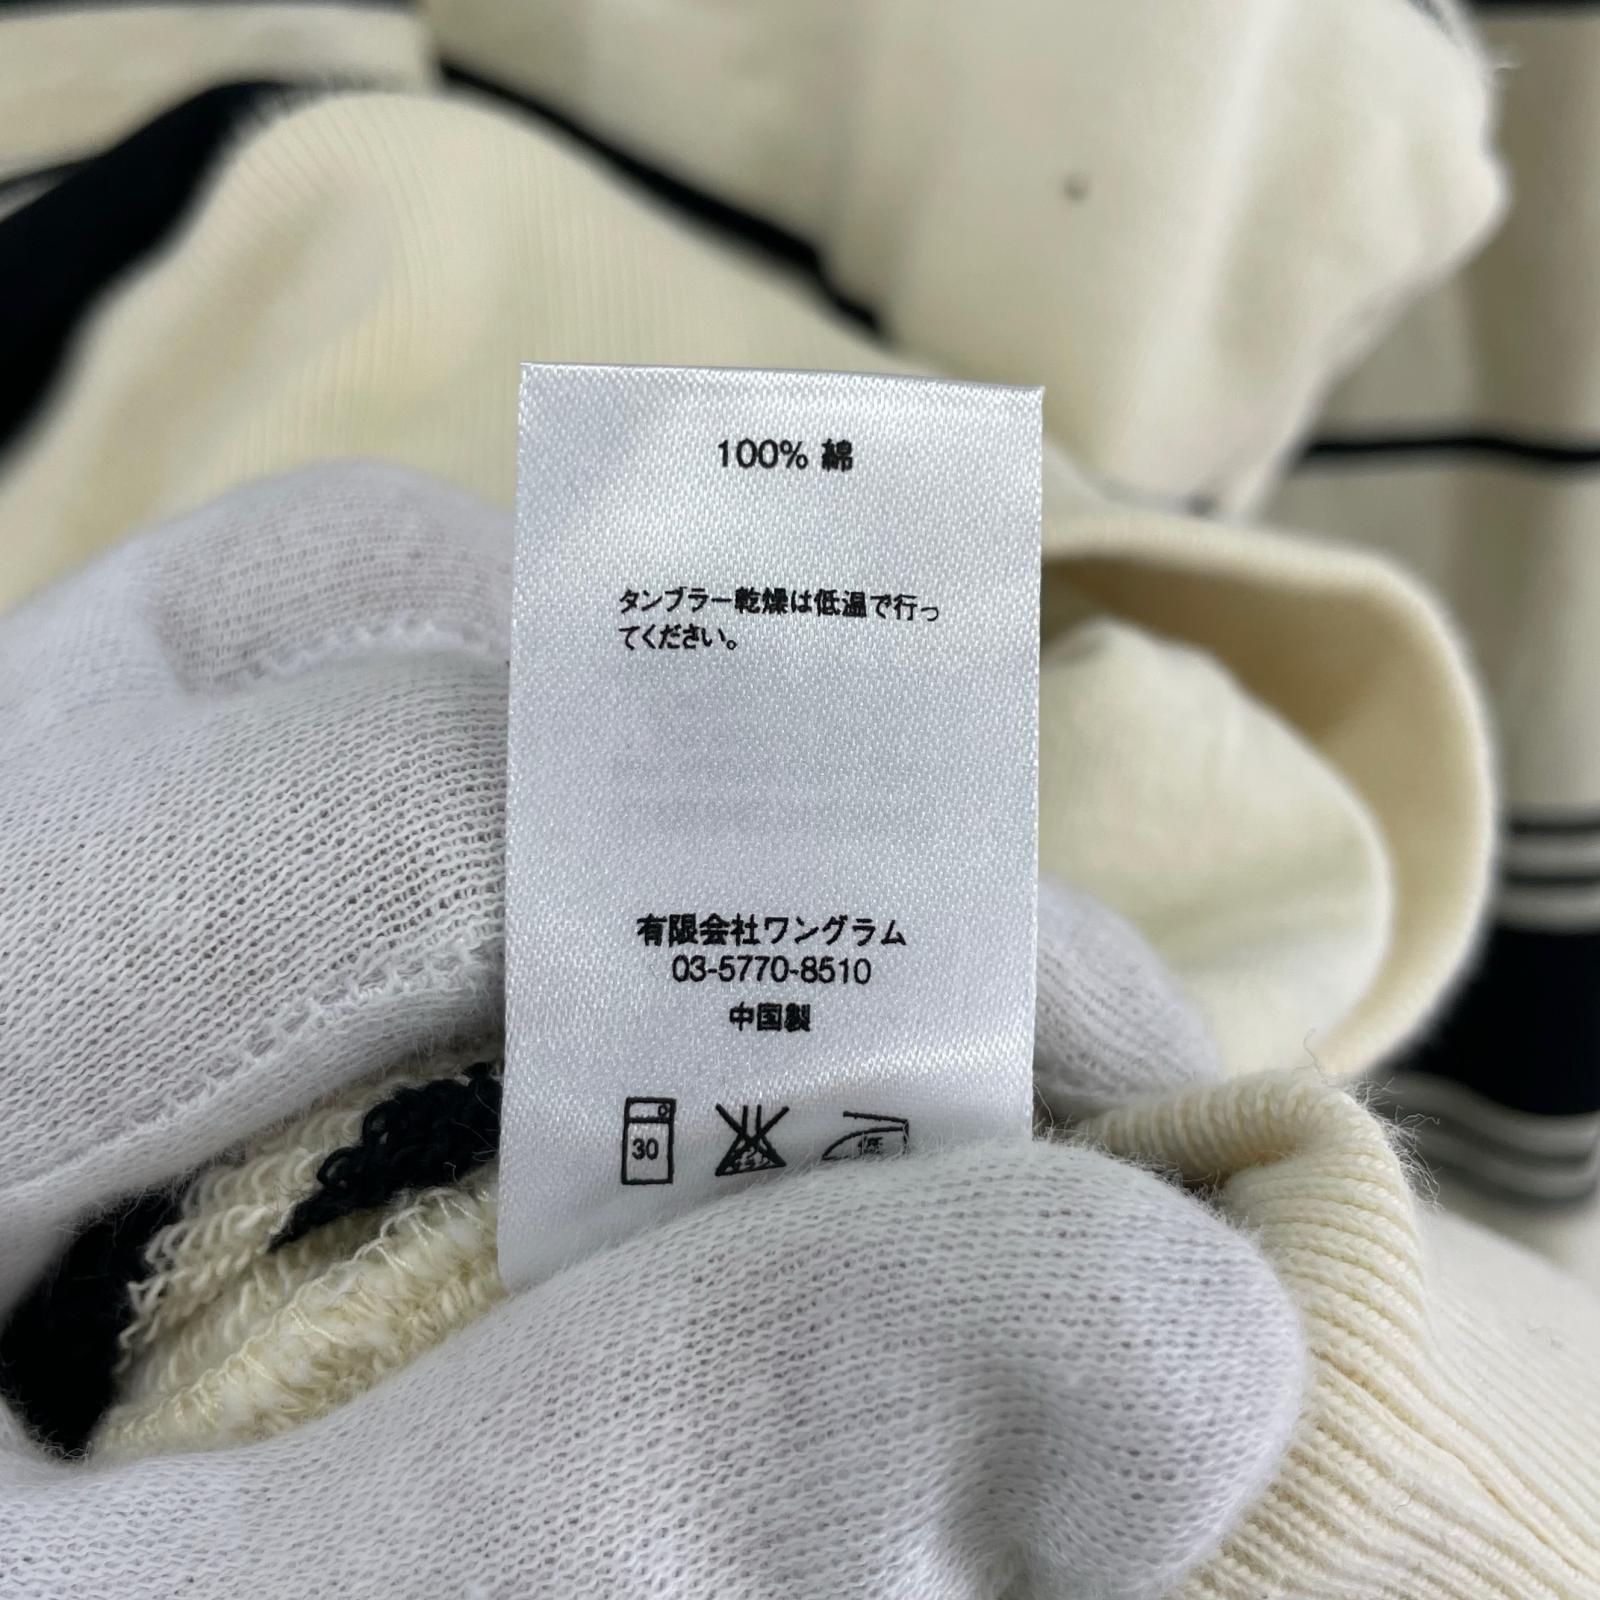 100% 綿
タンブラー乾燥は低温で行っ
てください。
有限会社ワングラム
03-5770-8510
中国製
30
低